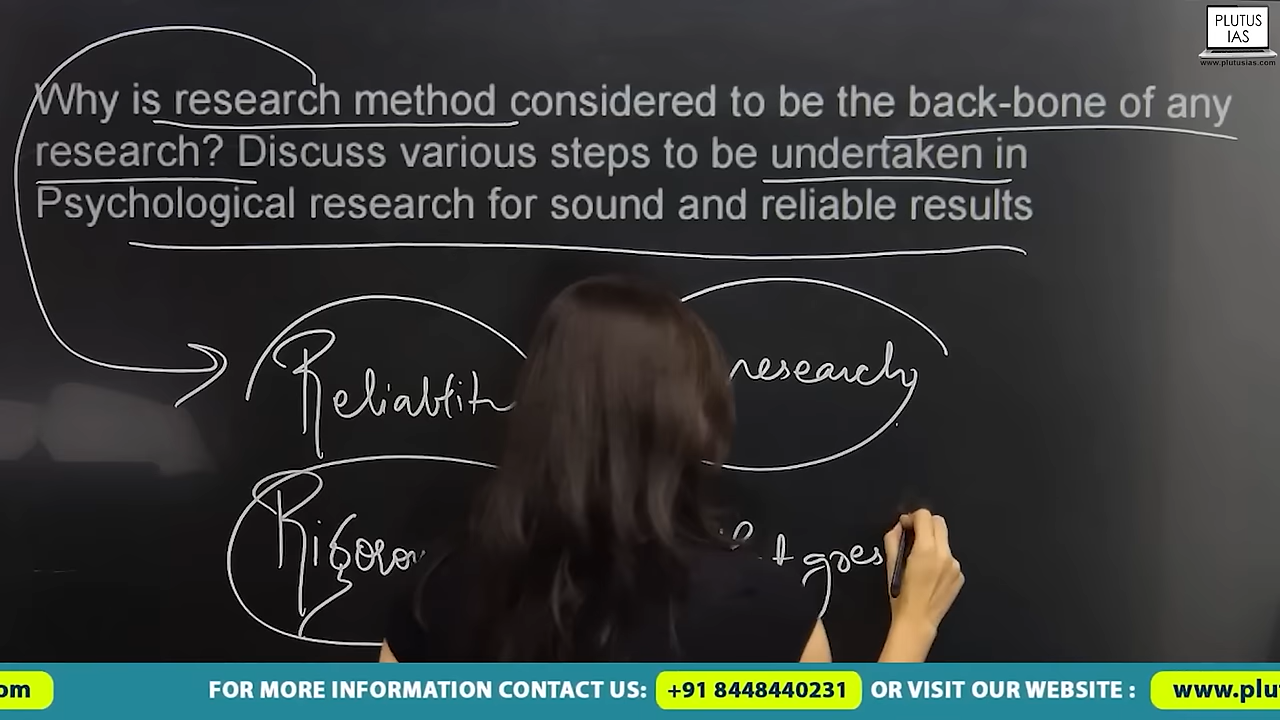 PLUTUS
IAS
www.plutusias.com
Why is research method considered to be the back-bone of any
research? Discuss various steps to be undertaken in
Psychological research for sound and reliable results
research
goes
FOR MORE INFORMATION CONTACT US: +91 8448440231 OR VISIT OUR WEBSITE :